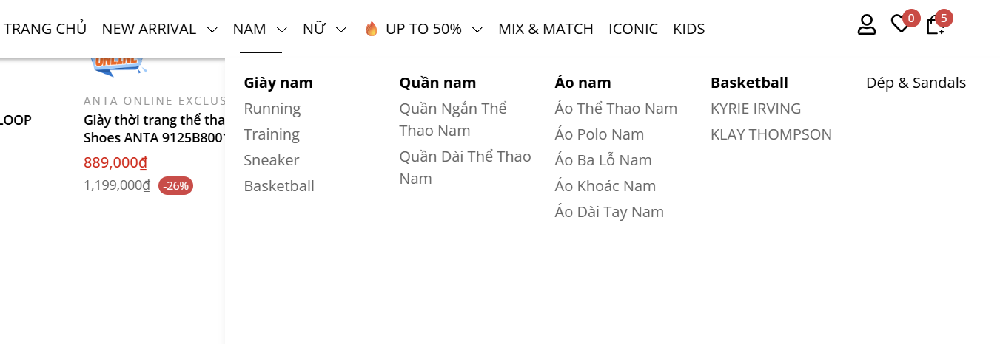 TRANG CHỦ NEW ARRIVAL NAM NỮ 🔥 UP TO 50% MIX & MATCH ICONIC KIDS 0 5
ONLINE
ANTA ONLINE EXCLUS
LOOP
Giày thời trang thể tha
Shoes ANTA 9125B8001
889,000₫
1,199,000₫ -26%
Giày nam
Running
Training
Sneaker
Basketball
Quần nam
Quần Ngắn Thể
Thao Nam
Quần Dài Thể Thao
Nam
Áo nam
Áo Thể Thao Nam
Áo Polo Nam
Áo Ba Lỗ Nam
Áo Khoác Nam
Áo Dài Tay Nam
Basketball
KYRIE IRVING
KLAY THOMPSON
Dép & Sandals